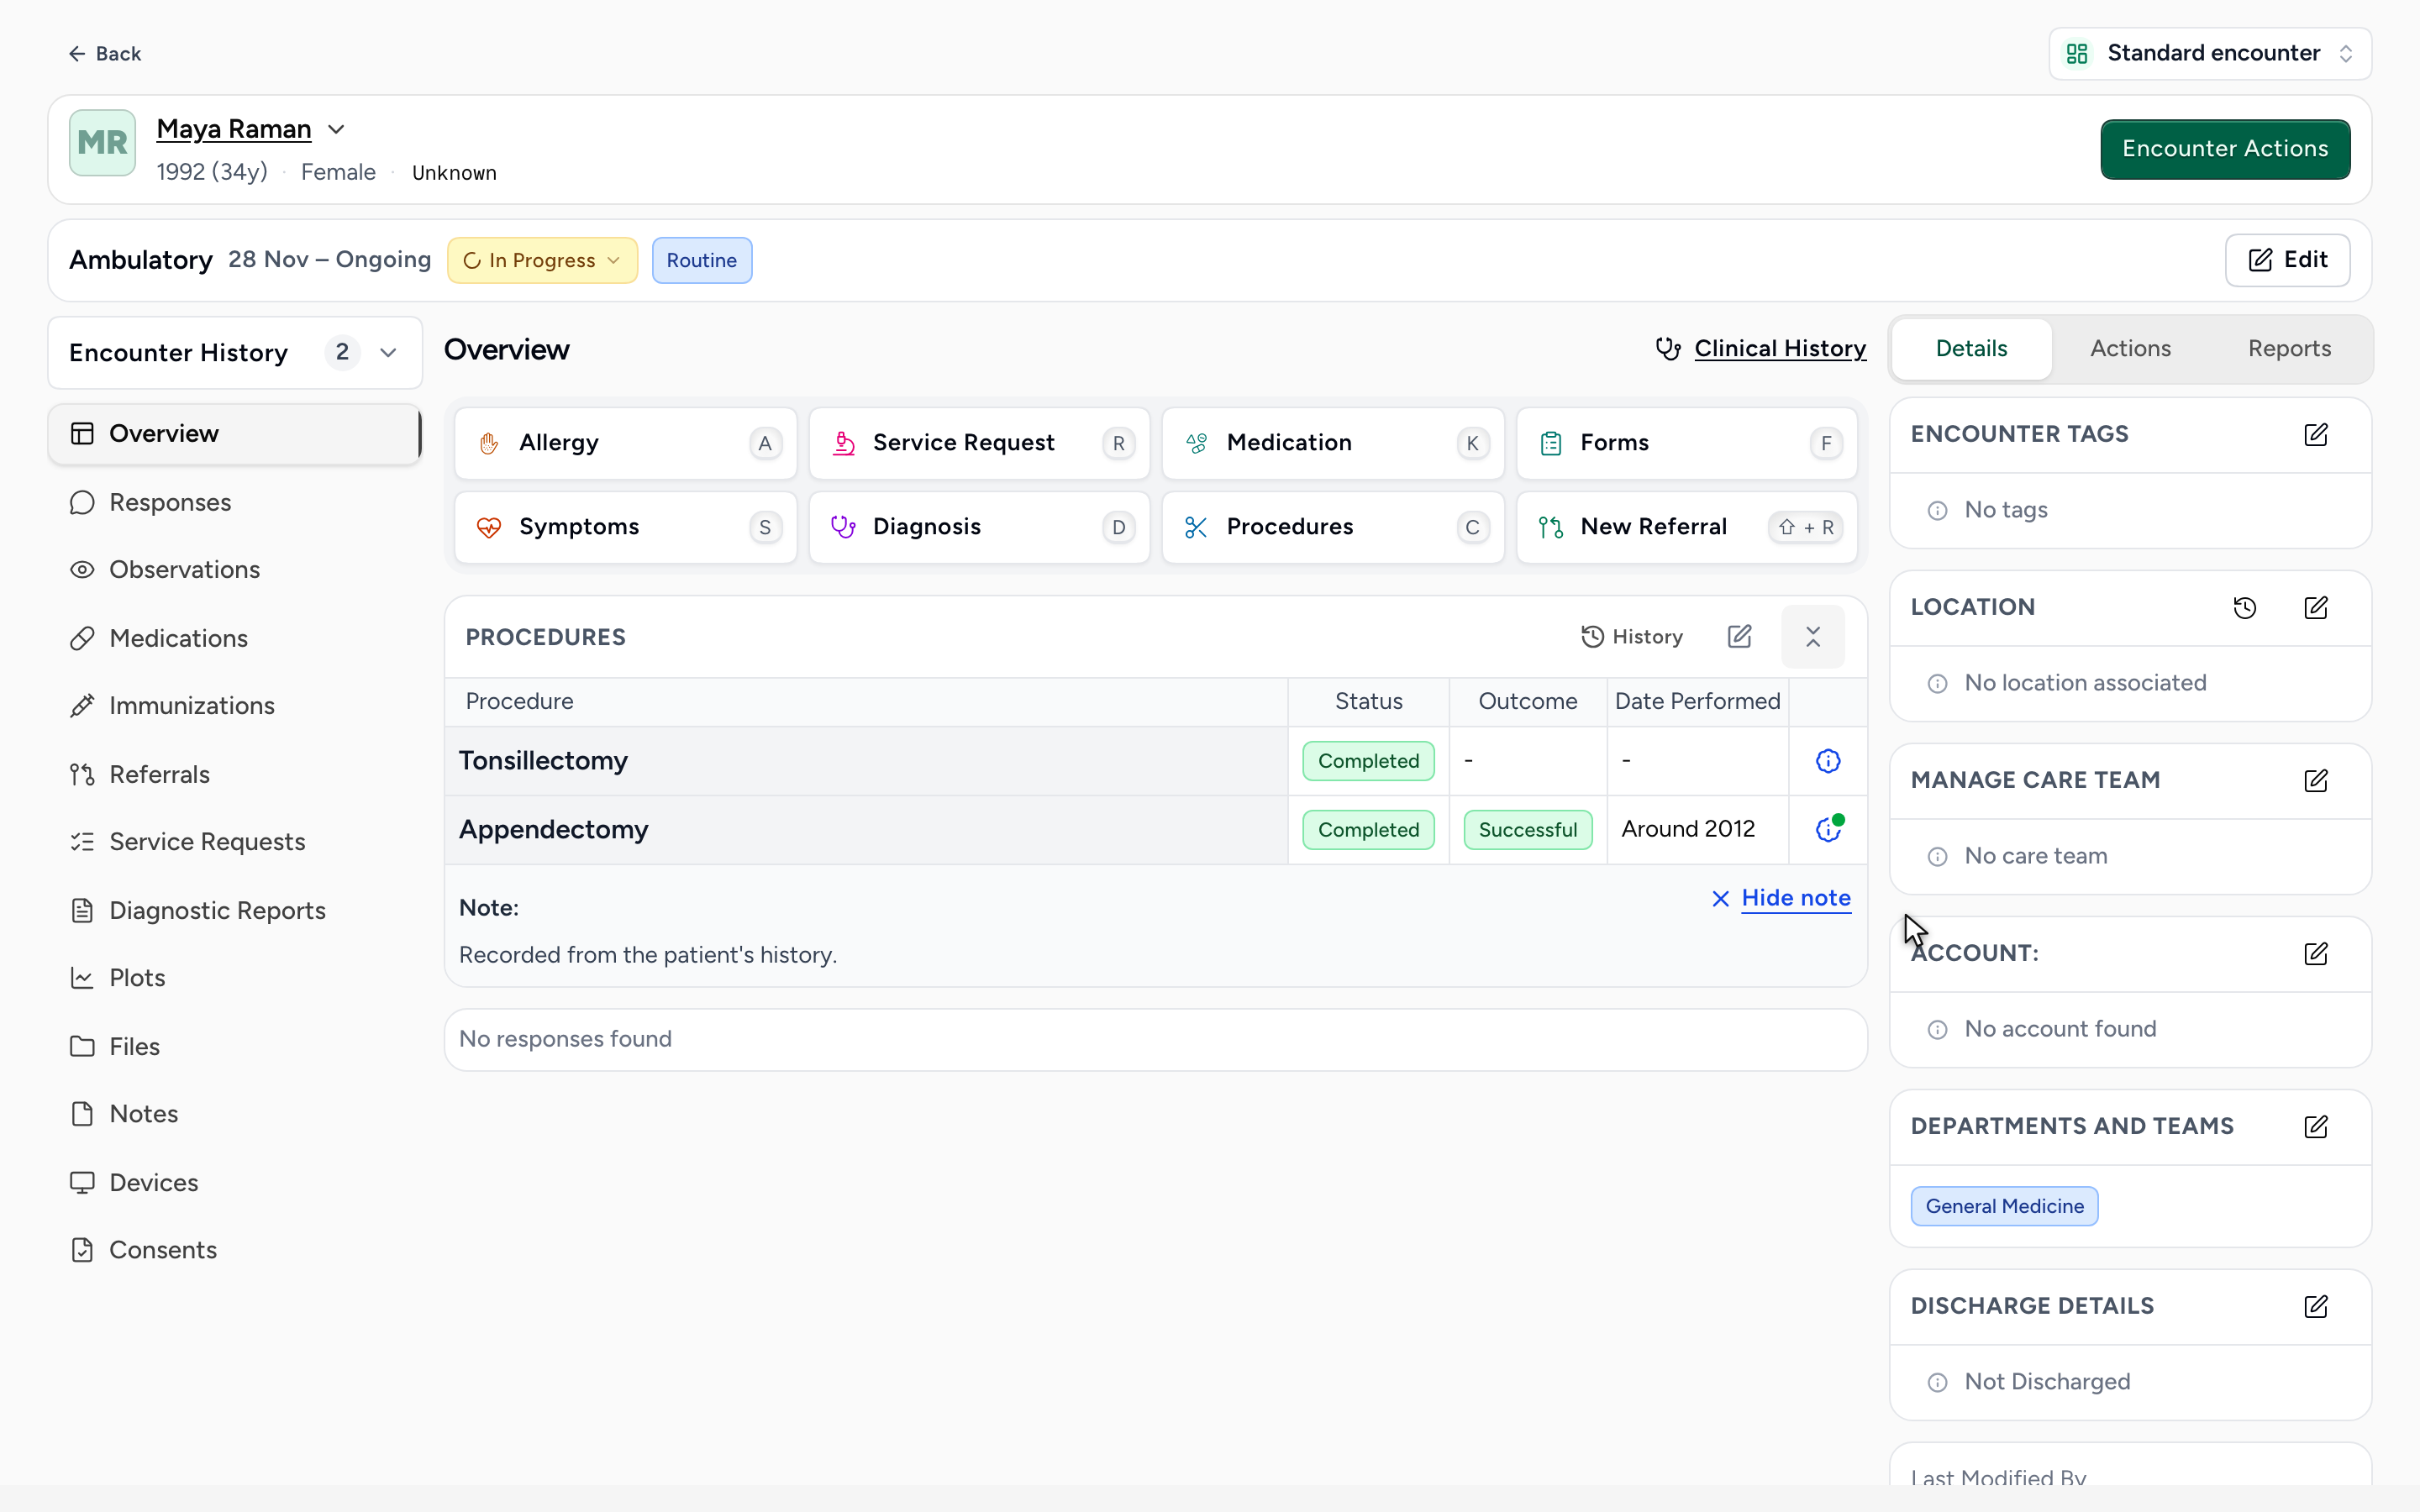 Back
Standard encounter
MR
Maya Raman
1992 (34y) · Female · Unknown
Encounter Actions
Ambulatory 28 Nov – Ongoing In Progress Routine
Edit
Encounter History 2
Overview
Responses
Observations
Medications
Immunizations
Referrals
Service Requests
Diagnostic Reports
Plots
Files
Notes
Devices
Consents
Overview
Clinical History
Allergy A
Service Request R
Medication K
Forms F
Symptoms S
Diagnosis D
Procedures C
New Referral ⇧ + R
PROCEDURES
History
Procedure Status Outcome Date Performed
Tonsillectomy Completed - -
Appendectomy Completed Successful Around 2012
Note:
Hide note
Recorded from the patient's history.
No responses found
Details Actions Reports
ENCOUNTER TAGS
No tags
LOCATION
No location associated
MANAGE CARE TEAM
No care team
ACCOUNT:
No account found
DEPARTMENTS AND TEAMS
General Medicine
DISCHARGE DETAILS
Not Discharged
Last Modified By